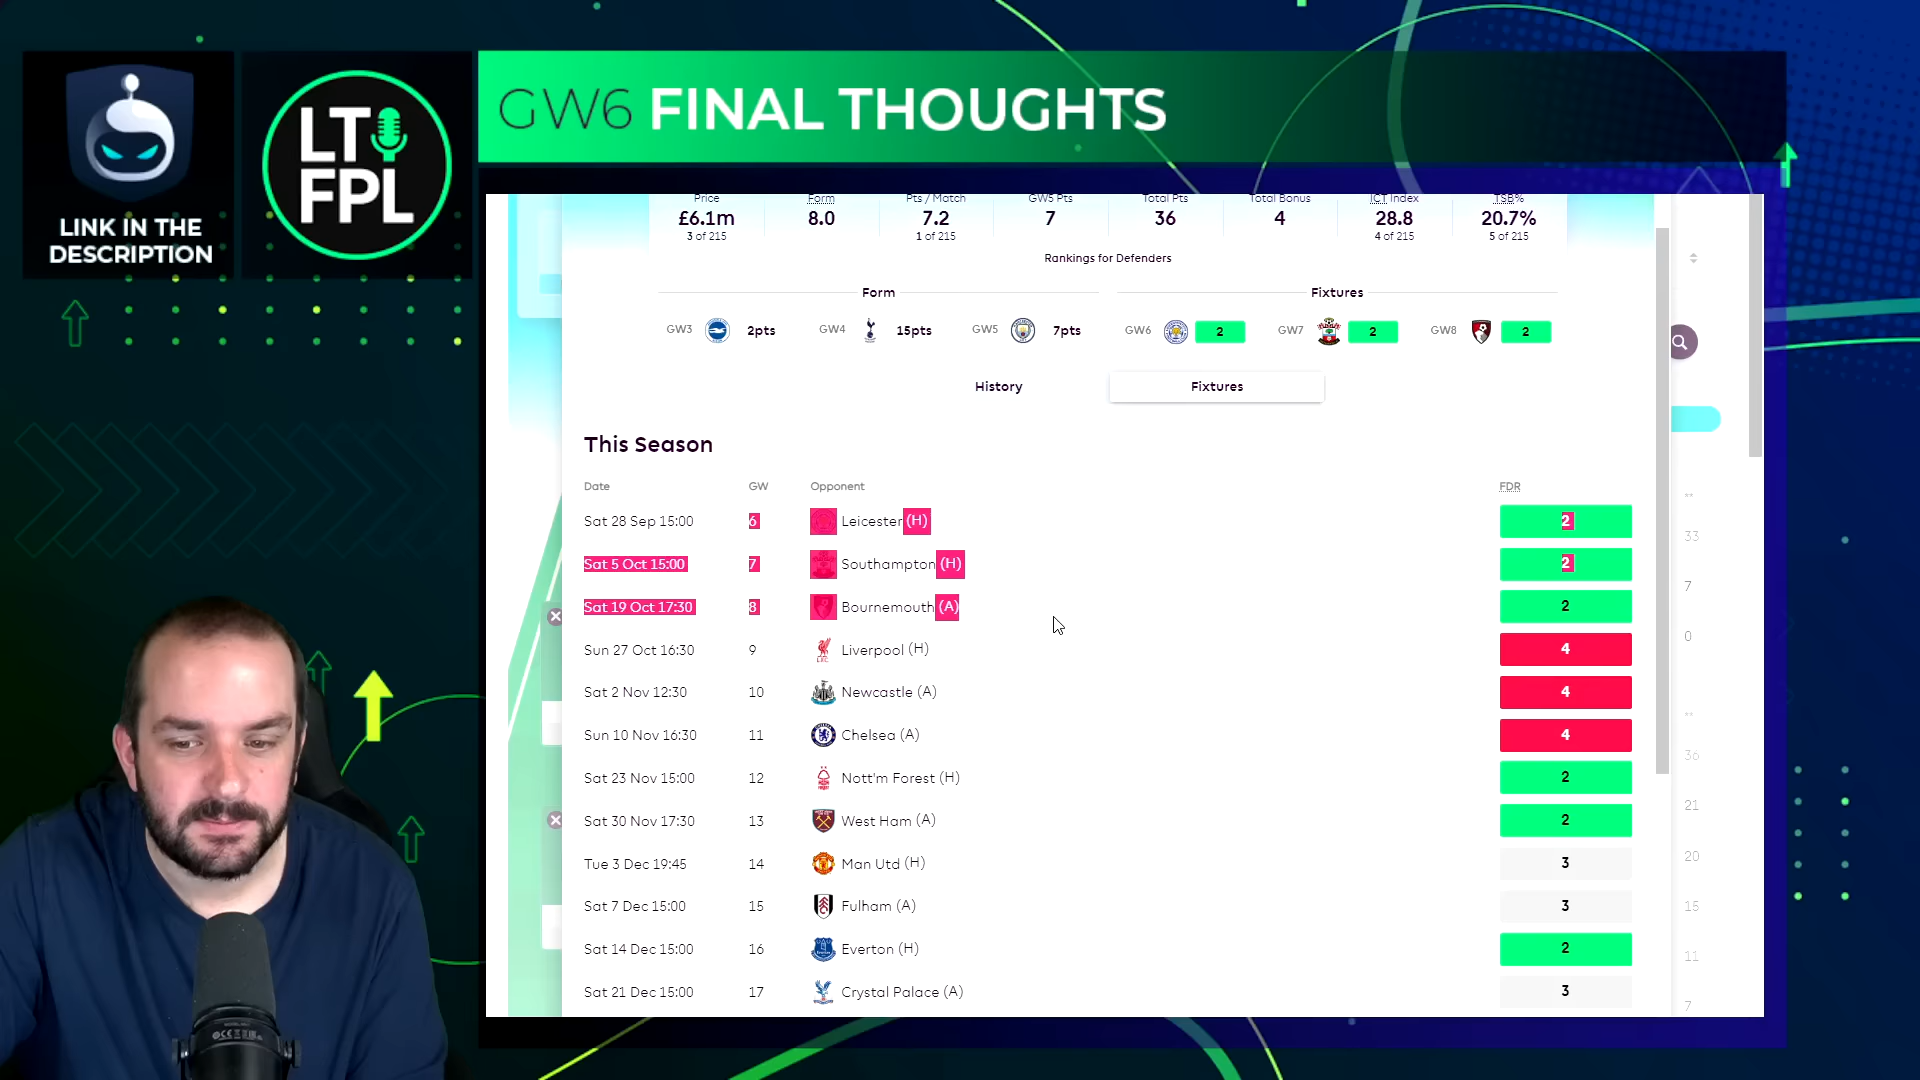 LINK IN THE
DESCRIPTION
LT
FPL
GW6 FINAL THOUGHTS
Price Form Pts / Match GW5 Pts Total Pts Total Bonus ICT Index TSB%
£6.1m 8.0 7.2 7 36 4 28.8 20.7%
3 of 215 1 of 215 4 of 215 5 of 215
Rankings for Defenders
Form Fixtures
GW3 2pts GW4 15pts GW5 7pts GW6 2 GW7 2 GW8 2
History Fixtures
This Season
Date GW Opponent FDR
Sat 28 Sep 15:00 6 Leicester (H) 2
Sat 5 Oct 15:00 7 Southampton (H) 2
Sat 19 Oct 17:30 8 Bournemouth (A) 2
Sun 27 Oct 16:30 9 Liverpool (H) 4
Sat 2 Nov 12:30 10 Newcastle (A) 4
Sun 10 Nov 16:30 11 Chelsea (A) 4
Sat 23 Nov 15:00 12 Nott'm Forest (H) 2
Sat 30 Nov 17:30 13 West Ham (A) 2
Tue 3 Dec 19:45 14 Man Utd (H) 3
Sat 7 Dec 15:00 15 Fulham (A) 3
Sat 14 Dec 15:00 16 Everton (H) 2
Sat 21 Dec 15:00 17 Crystal Palace (A) 3
**
33
7
0
**
36
21
20
15
11
7